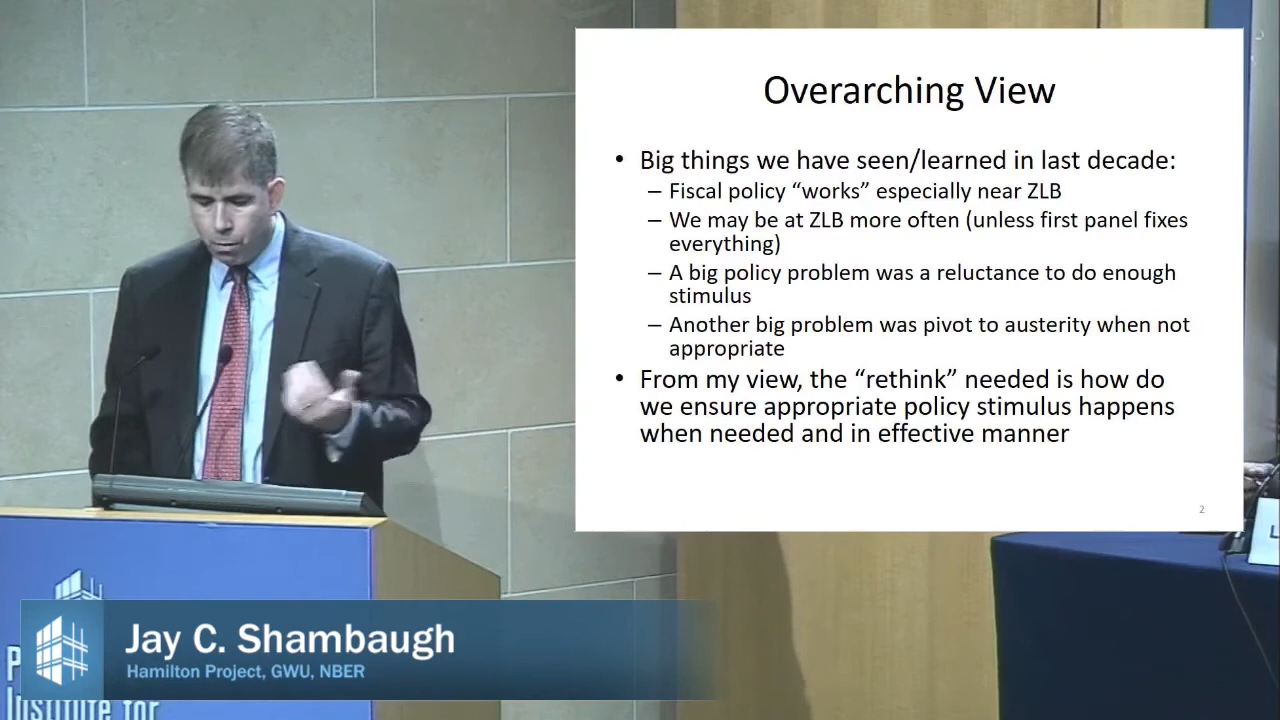 Overarching View
• Big things we have seen/learned in last decade:
– Fiscal policy “works” especially near ZLB
– We may be at ZLB more often (unless first panel fixes
everything)
– A big policy problem was a reluctance to do enough
stimulus
– Another big problem was pivot to austerity when not
appropriate
• From my view, the “rethink” needed is how do
we ensure appropriate policy stimulus happens
when needed and in effective manner
2
Jay C. Shambaugh
Hamilton Project, GWU, NBER
Institute for